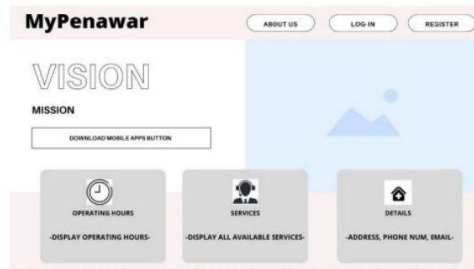 MyPenawar
ABOUT US
LOG-IN
REGISTER
VISION
MISSION
DOWNLOAD MOBILE APPS BUTTON
OPERATING HOURS
-DISPLAY OPERATING HOURS-
SERVICES
-DISPLAY ALL AVAILABLE SERVICES-
DETAILS
-ADDRESS, PHONE NUM, EMAIL-